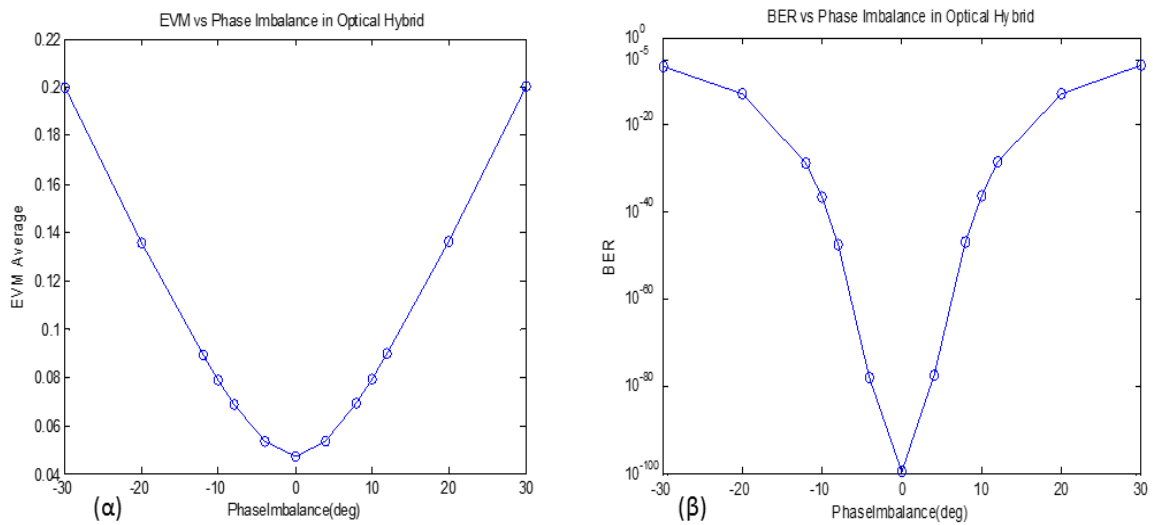 EVM vs Phase Imbalance in Optical Hybrid
0.22
0.2
0.18
0.16
0.14
0.12
0.1
0.08
0.06
0.04
EVM Average
-30 -20 -10 0 10 20 30
PhaseImbalance(deg)
(α)
BER vs Phase Imbalance in Optical Hybrid
10^0
10^-5
10^-20
10^-40
10^-60
10^-80
10^-100
BER
-30 -20 -10 0 10 20 30
PhaseImbalance(deg)
(β)